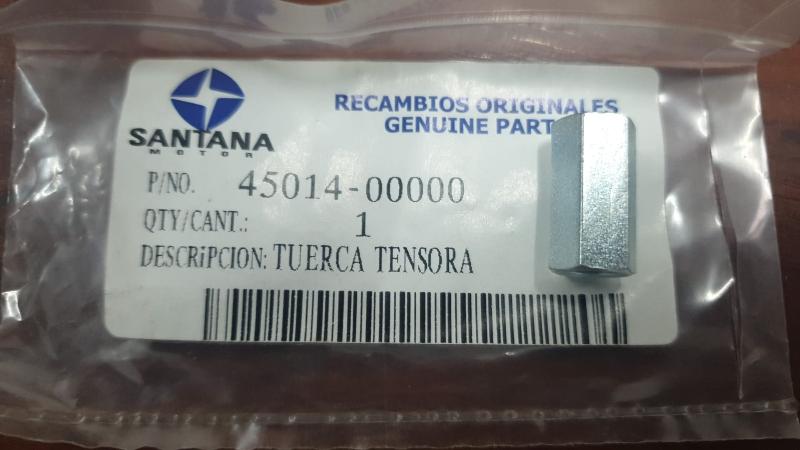 SANTANA
MOTOR
RECAMBIOS ORIGINALES
GENUINE PART
P/NO. 45014-00000
QTY/CANT.: 1
DESCRiPCION: TUERCA TENSORA